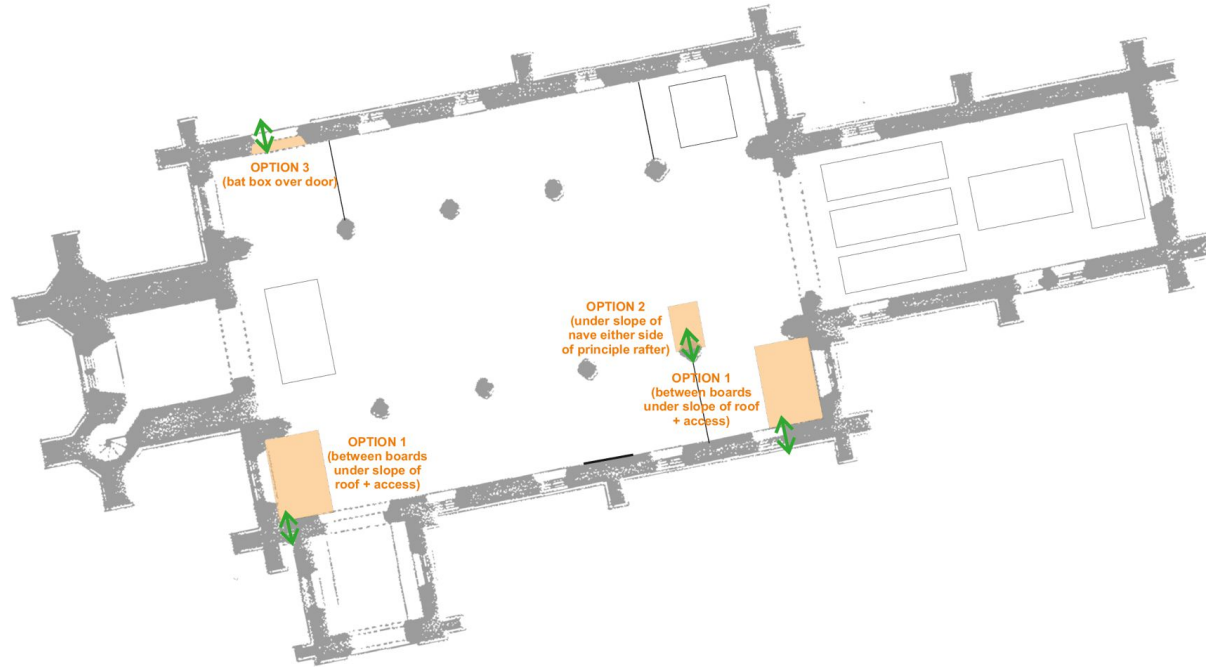 OPTION 3
(bat box over door)
OPTION 2
(under slope of
nave either side
of principle rafter)
OPTION 1
(between boards
under slope of roof
+ access)
OPTION 1
(between boards
under slope of
roof + access)